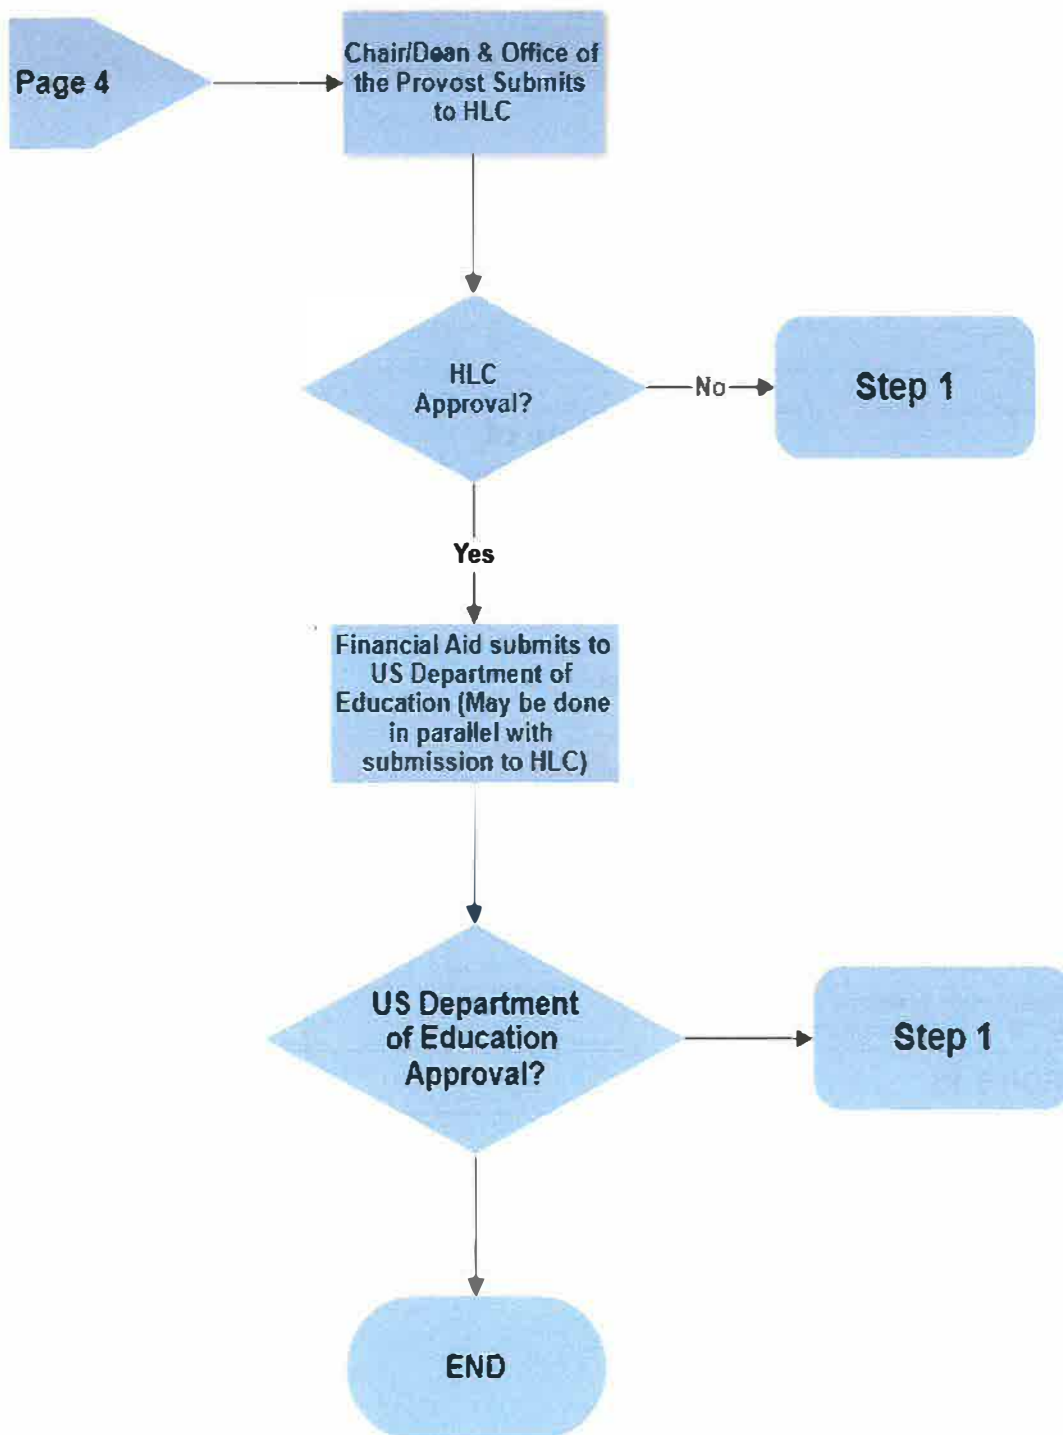 Page 4
Chair/Dean & Office of
the Provost Submits
to HLC
HLC
Approval?
No
Step 1
Yes
Financial Aid submits to
US Department of
Education (May be done
in parallel with
submission to HLC)
US Department
of Education
Approval?
Step 1
END